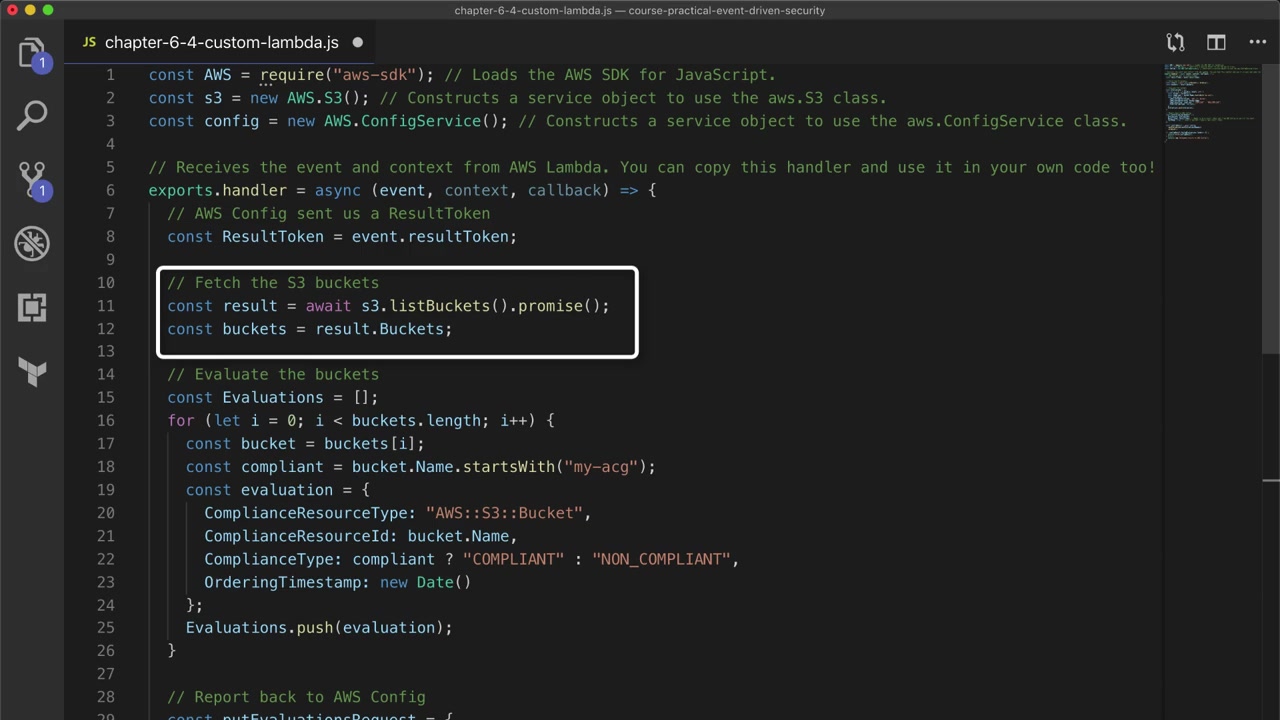 chapter-6-4-custom-lambda.js — course-practical-event-driven-security
JS chapter-6-4-custom-lambda.js
1
1
1 const AWS = require("aws-sdk"); // Loads the AWS SDK for JavaScript.
2 const s3 = new AWS.S3(); // Constructs a service object to use the aws.S3 class.
3 const config = new AWS.ConfigService(); // Constructs a service object to use the aws.ConfigService class.
4
5 // Receives the event and context from AWS Lambda. You can copy this handler and use it in your own code too!
6 exports.handler = async (event, context, callback) => {
7 // AWS Config sent us a ResultToken
8 const ResultToken = event.resultToken;
9
10 // Fetch the S3 buckets
11 const result = await s3.listBuckets().promise();
12 const buckets = result.Buckets;
13
14 // Evaluate the buckets
15 const Evaluations = [];
16 for (let i = 0; i < buckets.length; i++) {
17 const bucket = buckets[i];
18 const compliant = bucket.Name.startsWith("my-acg");
19 const evaluation = {
20 ComplianceResourceType: "AWS::S3::Bucket",
21 ComplianceResourceId: bucket.Name,
22 ComplianceType: compliant ? "COMPLIANT" : "NON_COMPLIANT",
23 OrderingTimestamp: new Date()
24 };
25 Evaluations.push(evaluation);
26 }
27
28 // Report back to AWS Config
29 const putEvaluationsRequest = {